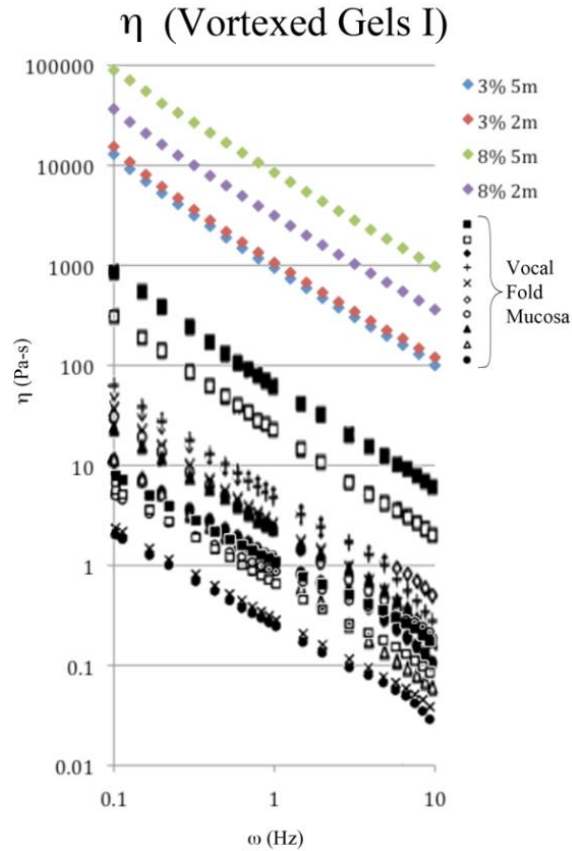 η (Vortexed Gels I)
100000
10000
1000
100
10
1
0.1
0.01
η (Pa-s)
0.1
1
10
ω (Hz)
3% 5m
3% 2m
8% 5m
8% 2m
Vocal
Fold
Mucosa